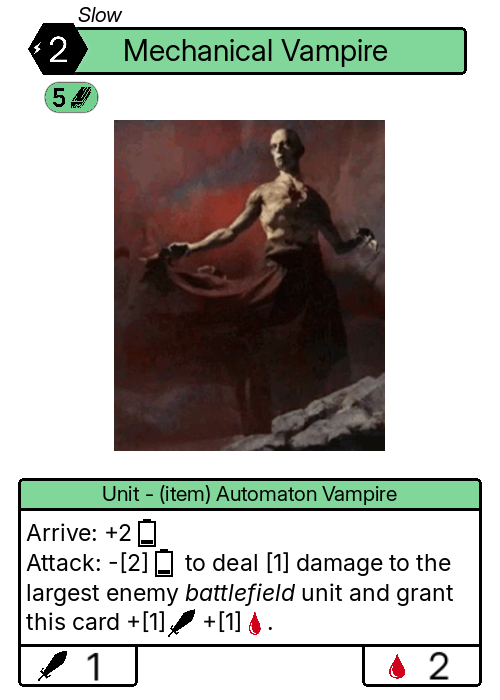 Slow
2 Mechanical Vampire
5
Unit - (item) Automaton Vampire
Arrive: +2
Attack: -[2] to deal [1] damage to the
largest enemy battlefield unit and grant
this card +[1] +[1] .
1 2